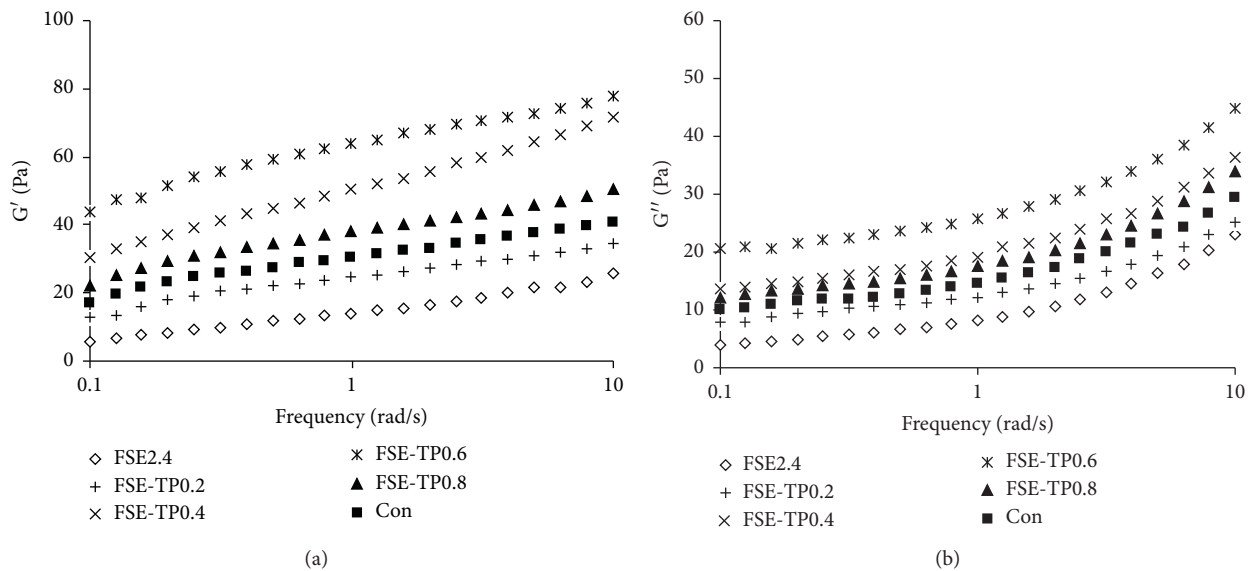 100
80
60
40
20
0
G′ (Pa)
0.1 1 10
Frequency (rad/s)
FSE2.4
FSE-TP0.2
FSE-TP0.4
FSE-TP0.6
FSE-TP0.8
Con
(a)
60
50
40
30
20
10
0
G′′ (Pa)
0.1 1 10
Frequency (rad/s)
FSE2.4
FSE-TP0.2
FSE-TP0.4
FSE-TP0.6
FSE-TP0.8
Con
(b)